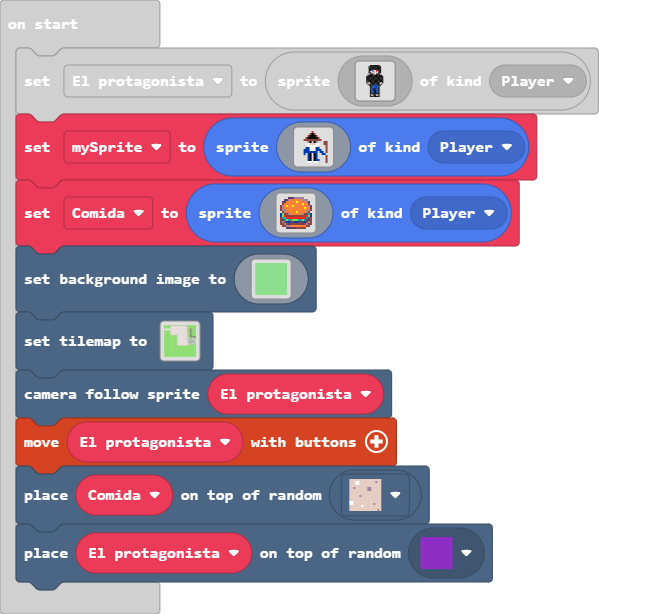 on start
set El protagonista to sprite of kind Player
set mySprite to sprite of kind Player
set Comida to sprite of kind Player
set background image to
set tilemap to
camera follow sprite El protagonista
move El protagonista with buttons
place Comida on top of random
place El protagonista on top of random